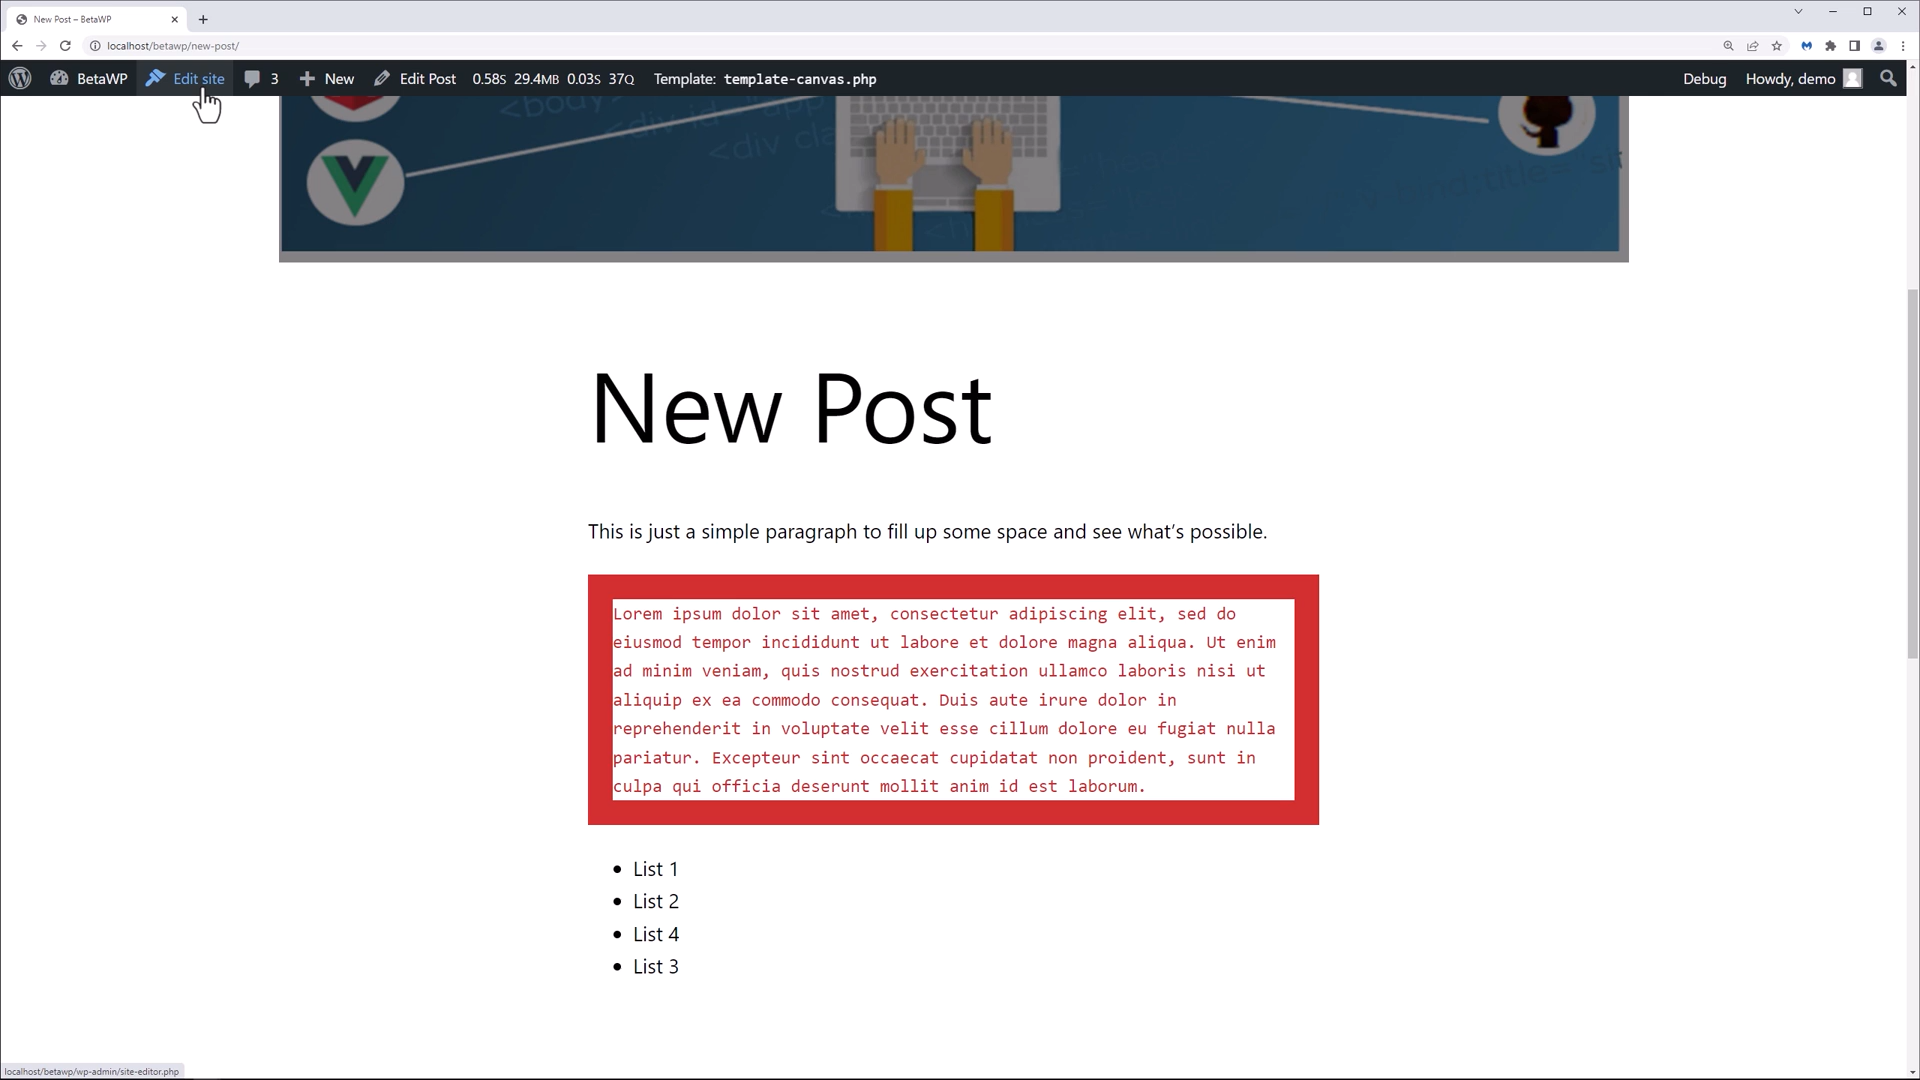 New Post – BetaWP
localhost/betawp/new-post/
BetaWP Edit site 3 New Edit Post 0.58S 29.4MB 0.03S 37Q Template: template-canvas.php Debug Howdy, demo
<body>
<div id="app
<div cla
New Post
This is just a simple paragraph to fill up some space and see what's possible.
Lorem ipsum dolor sit amet, consectetur adipiscing elit, sed do
eiusmod tempor incididunt ut labore et dolore magna aliqua. Ut enim
ad minim veniam, quis nostrud exercitation ullamco laboris nisi ut
aliquip ex ea commodo consequat. Duis aute irure dolor in
reprehenderit in voluptate velit esse cillum dolore eu fugiat nulla
pariatur. Excepteur sint occaecat cupidatat non proident, sunt in
culpa qui officia deserunt mollit anim id est laborum.
• List 1
• List 2
• List 4
• List 3
localhost/betawp/wp-admin/site-editor.php